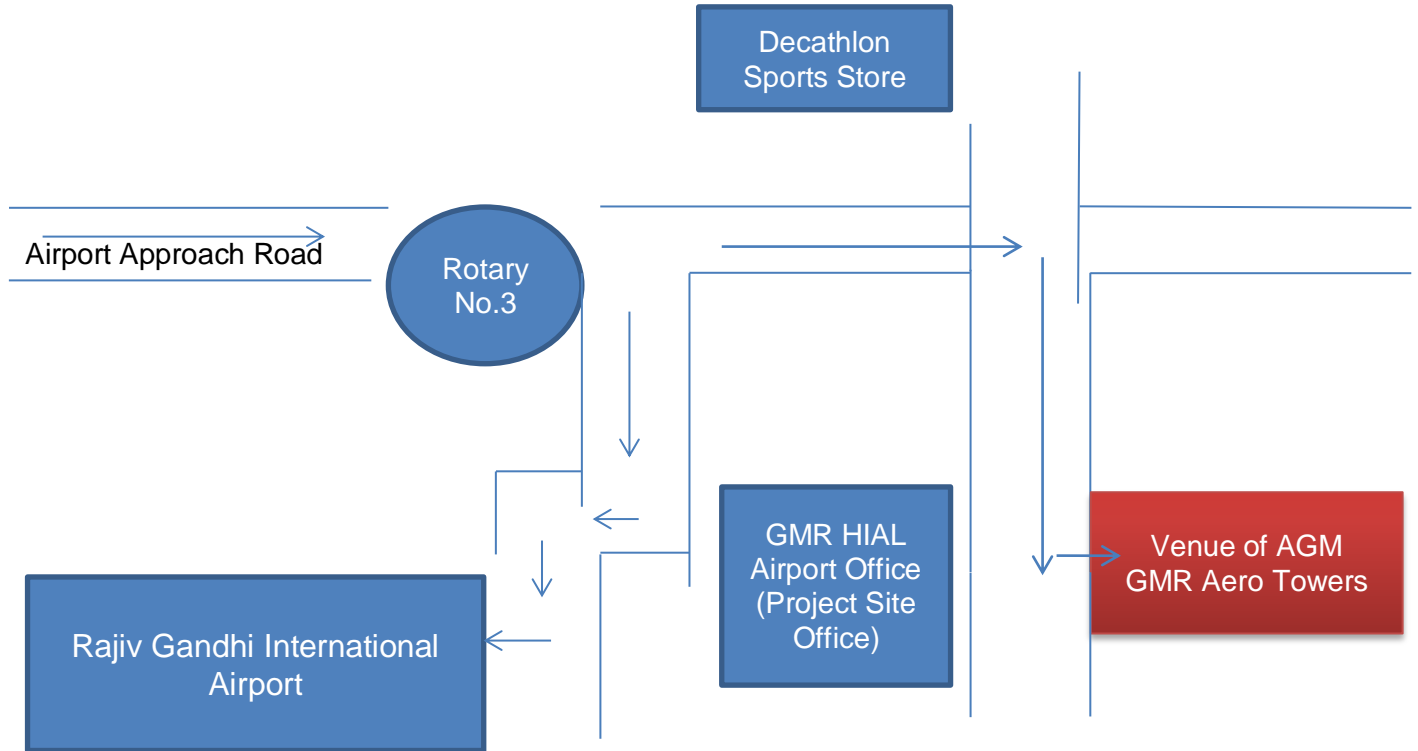 Decathlon
Sports Store
Airport Approach Road
Rotary
No.3
GMR HIAL
Airport Office
(Project Site
Office)
Venue of AGM
GMR Aero Towers
Rajiv Gandhi International
Airport